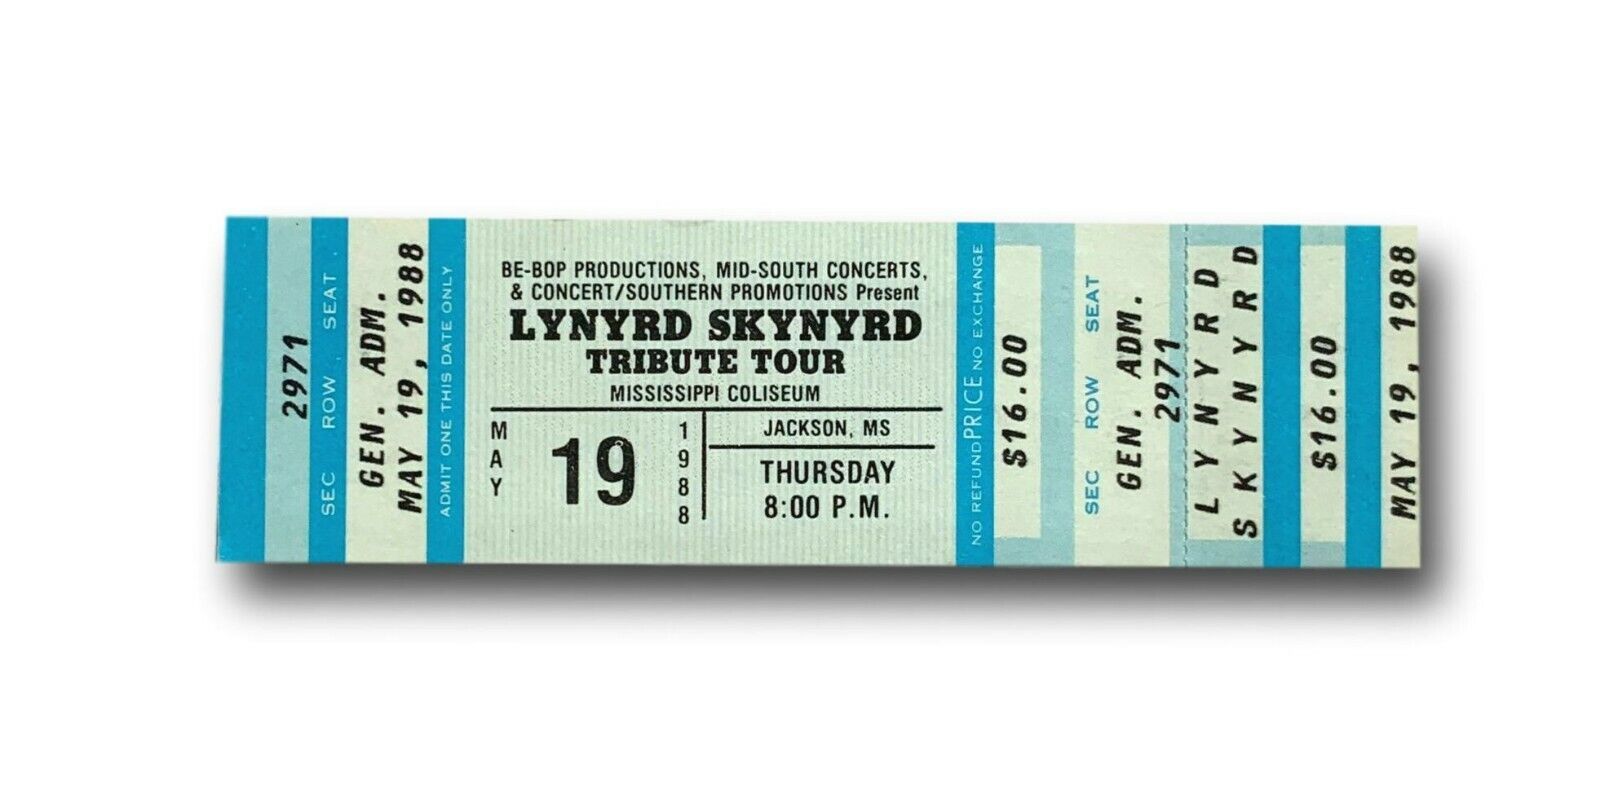 2971
SEC ROW SEAT
GEN. ADM.
MAY 19, 1988
ADMIT ONE THIS DATE ONLY
BE-BOP PRODUCTIONS, MID-SOUTH CONCERTS,
& CONCERT/SOUTHERN PROMOTIONS Present
LYNYRD SKYNYRD
TRIBUTE TOUR
MISSISSIPPI COLISEUM
MAY
19
1988
JACKSON, MS
THURSDAY
8:00 P.M.
NO REFUND PRICE NO EXCHANGE
$16.00
SEC ROW SEAT
GEN. ADM.
2971
LYNYRD
SKYNYRD
$16.00
MAY 19, 1988